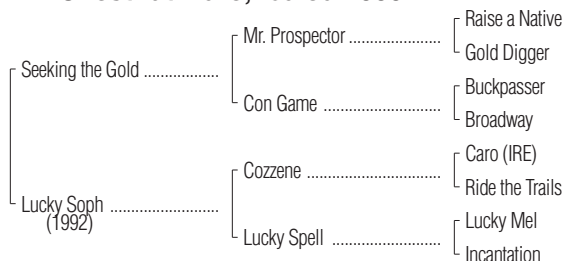 Raise a Native
Mr. Prospector ....................
Gold Digger
Seeking the Gold ..................
Buckpasser
Con Game .............................
Broadway
Caro (IRE)
Cozzene ................................
Ride the Trails
Lucky Soph ...........................
(1992)
Lucky Mel
Lucky Spell ...........................
Incantation